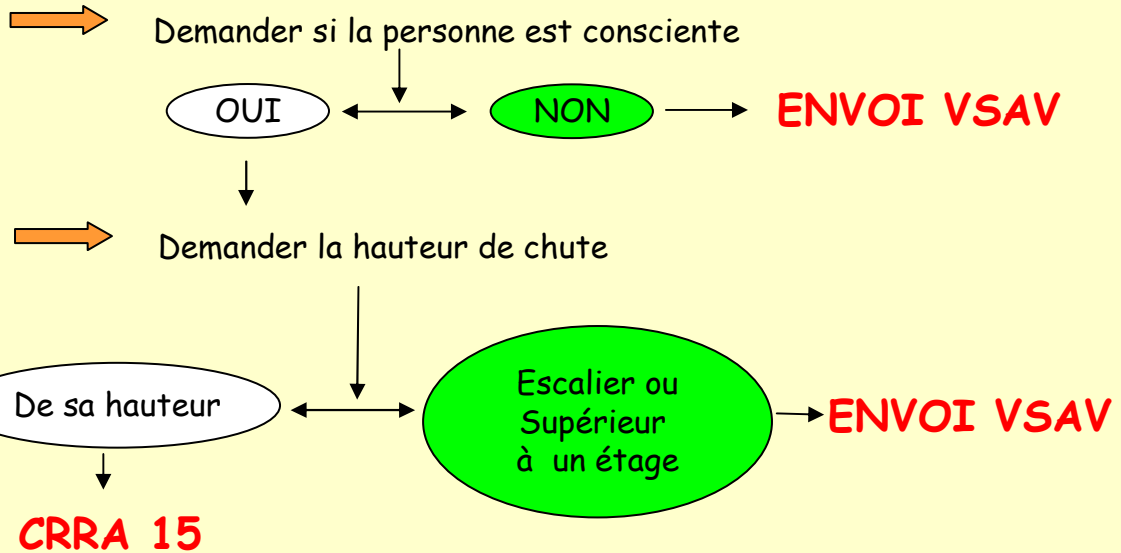 Demander si la personne est consciente
OUI
NON
ENVOI VSAV
Demander la hauteur de chute
De sa hauteur
Escalier ou
Supérieur
à un étage
ENVOI VSAV
CRRA 15